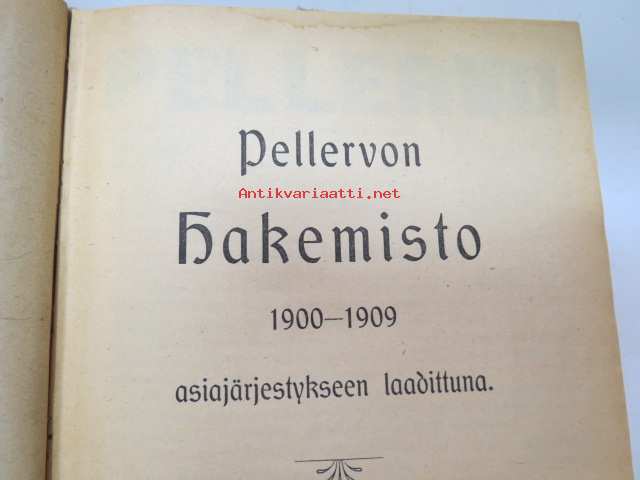 Pellervon
Antikvariaatti.net
Hakemisto
1900—1909
asiajärjestykseen laadittuna.